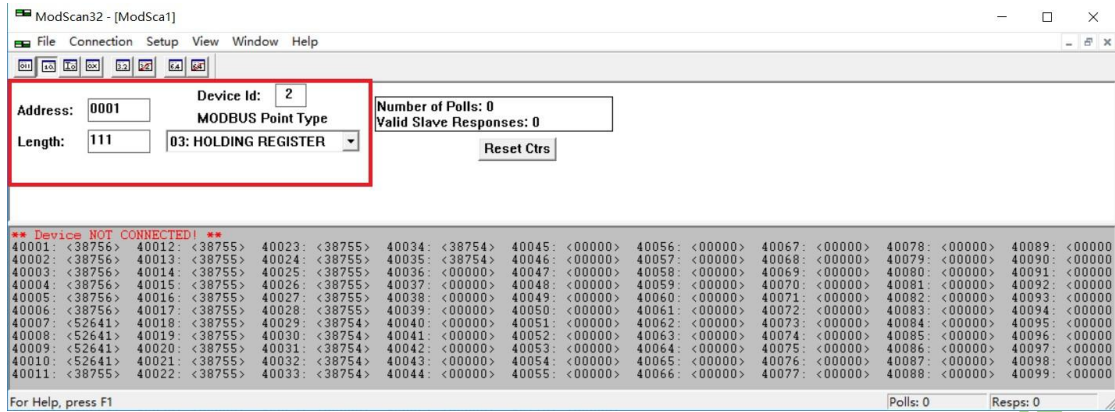 ModScan32 - [ModSca1]
File Connection Setup View Window Help
Address: 0001
Device Id: 2
MODBUS Point Type
Length: 111
03: HOLDING REGISTER
Number of Polls: 0
Valid Slave Responses: 0
Reset Ctrs
** Device NOT CONNECTED! **
40001: <38756> 40012: <38755> 40023: <38755> 40034: <38754> 40045: <00000> 40056: <00000> 40067: <00000> 40078: <00000> 40089: <00000
40002: <38756> 40013: <38755> 40024: <38755> 40035: <38754> 40046: <00000> 40057: <00000> 40068: <00000> 40079: <00000> 40090: <00000
40003: <38756> 40014: <38755> 40025: <38755> 40036: <00000> 40047: <00000> 40058: <00000> 40069: <00000> 40080: <00000> 40091: <00000
40004: <38756> 40015: <38755> 40026: <38755> 40037: <00000> 40048: <00000> 40059: <00000> 40070: <00000> 40081: <00000> 40092: <00000
40005: <38756> 40016: <38755> 40027: <38755> 40038: <00000> 40049: <00000> 40060: <00000> 40071: <00000> 40082: <00000> 40093: <00000
40006: <38756> 40017: <38755> 40028: <38755> 40039: <00000> 40050: <00000> 40061: <00000> 40072: <00000> 40083: <00000> 40094: <00000
40007: <52641> 40018: <38755> 40029: <38754> 40040: <00000> 40051: <00000> 40062: <00000> 40073: <00000> 40084: <00000> 40095: <00000
40008: <52641> 40019: <38755> 40030: <38754> 40041: <00000> 40052: <00000> 40063: <00000> 40074: <00000> 40085: <00000> 40096: <00000
40009: <52641> 40020: <38755> 40031: <38754> 40042: <00000> 40053: <00000> 40064: <00000> 40075: <00000> 40086: <00000> 40097: <00000
40010: <52641> 40021: <38755> 40032: <38754> 40043: <00000> 40054: <00000> 40065: <00000> 40076: <00000> 40087: <00000> 40098: <00000
40011: <38755> 40022: <38755> 40033: <38754> 40044: <00000> 40055: <00000> 40066: <00000> 40077: <00000> 40088: <00000> 40099: <00000
For Help, press F1
Polls: 0
Resps: 0